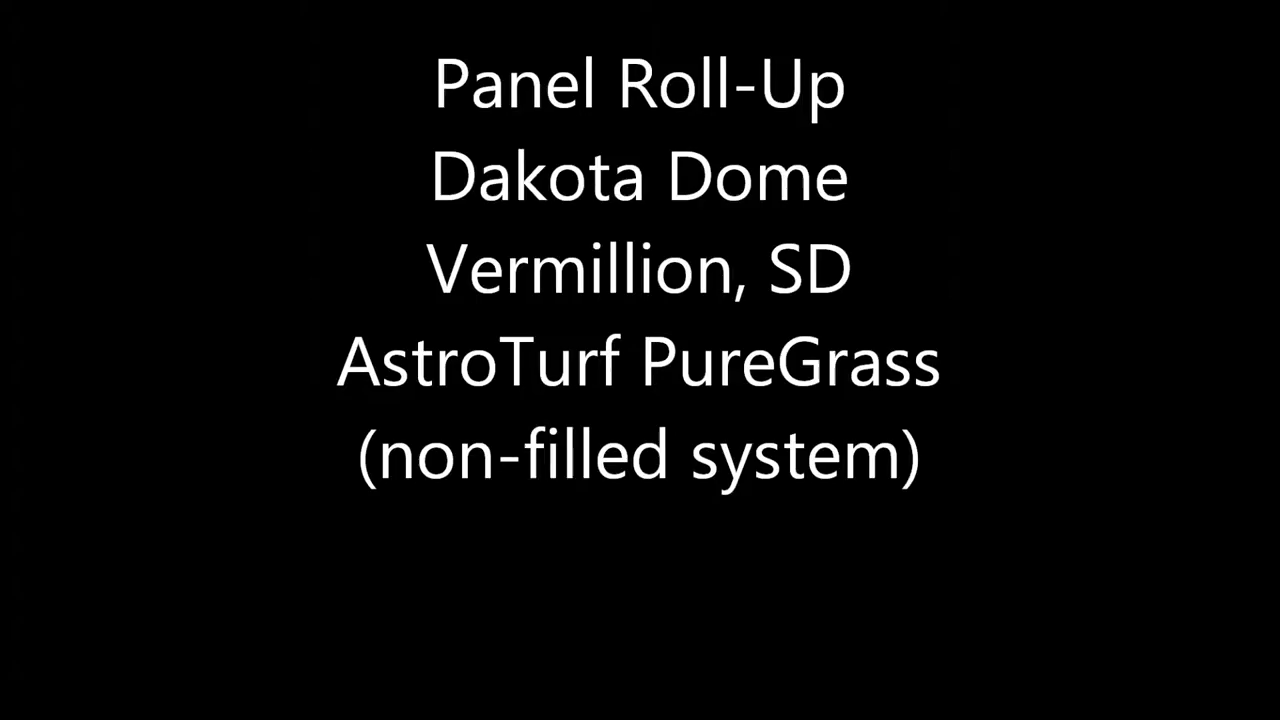 Panel Roll-Up
Dakota Dome
Vermillion, SD
AstroTurf PureGrass
(non-filled system)